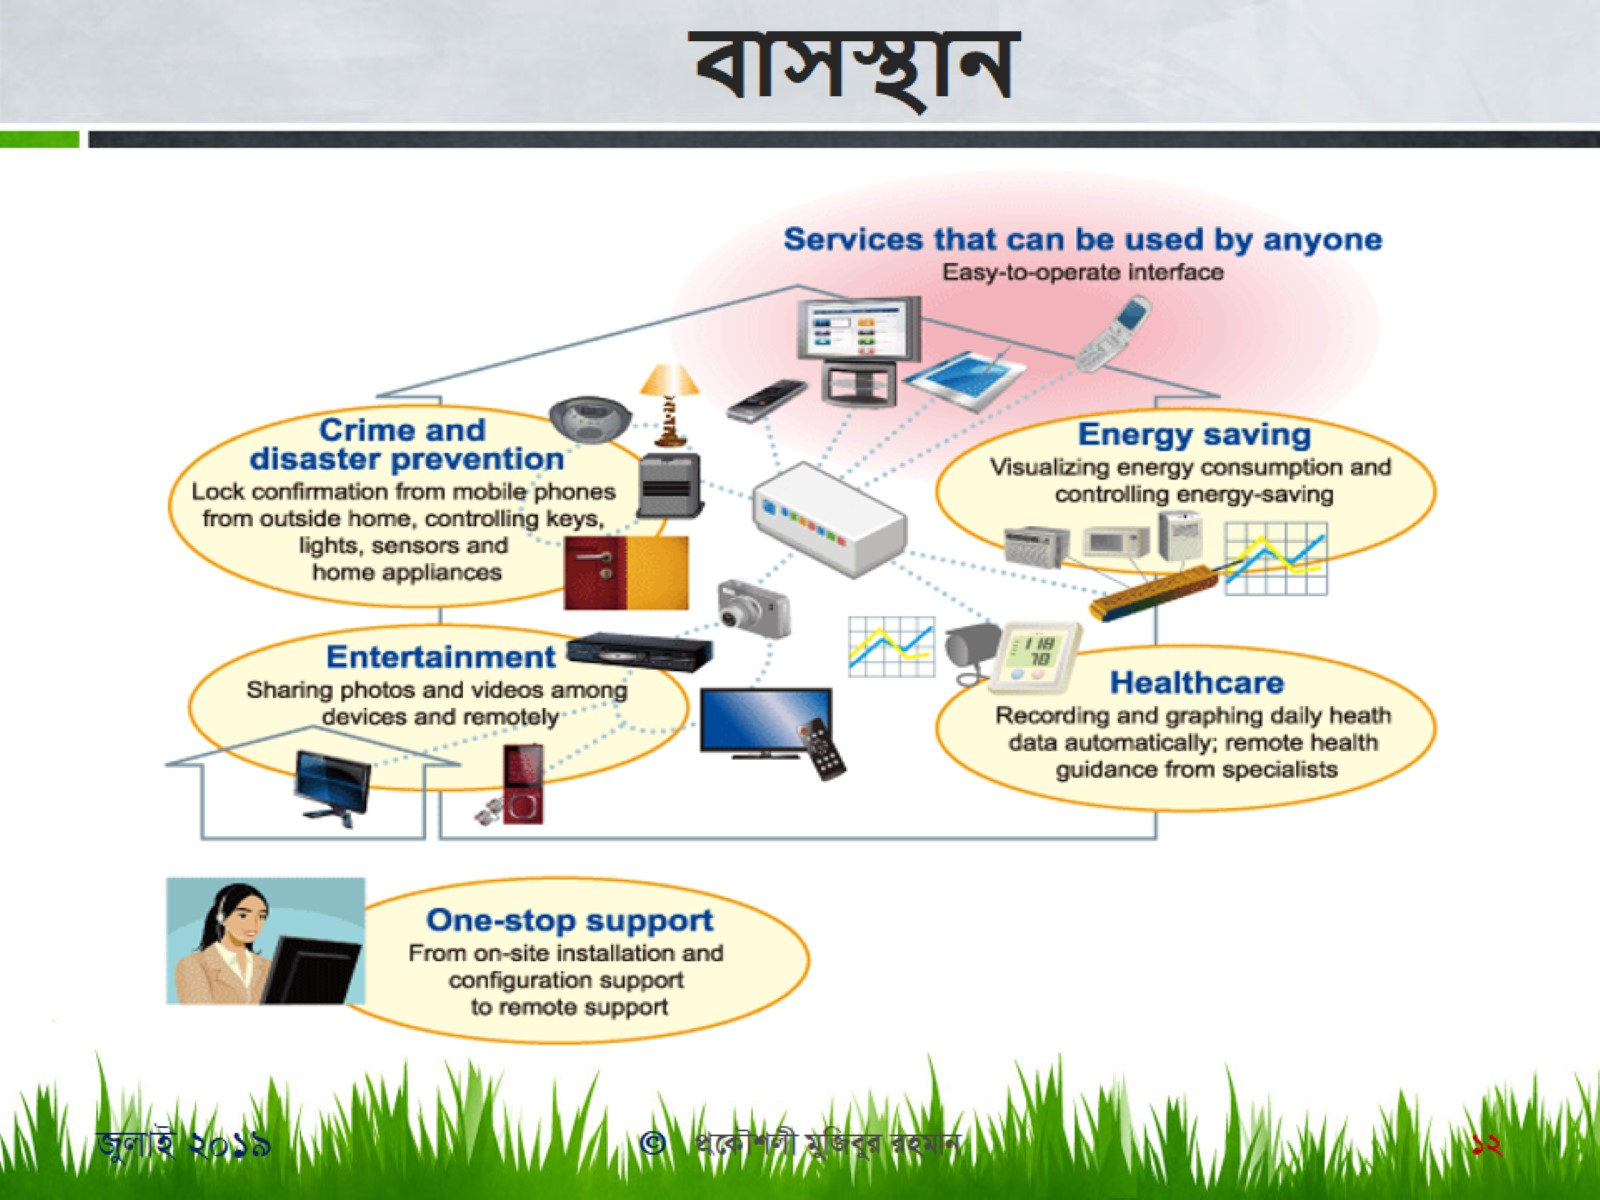 বাসস্থান
Services that can be used by anyone
Easy-to-operate interface
Crime and
disaster prevention
Lock confirmation from mobile phones
from outside home, controlling keys,
lights, sensors and
home appliances
Energy saving
Visualizing energy consumption and
controlling energy-saving
Entertainment
Sharing photos and videos among
devices and remotely
118
78
Healthcare
Recording and graphing daily heath
data automatically; remote health
guidance from specialists
One-stop support
From on-site installation and
configuration support
to remote support
জুলাই ২০১৯
© প্রকৌশলী মুজিবুর রহমান
১২